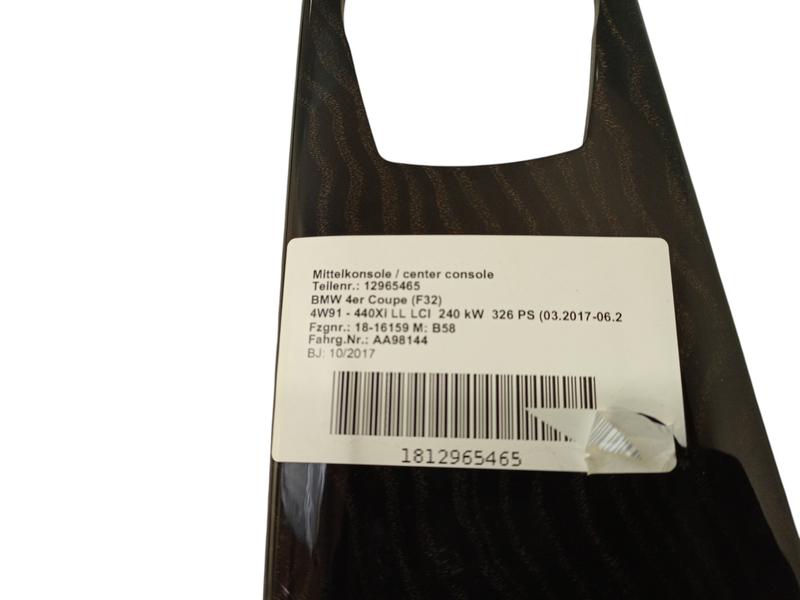 Mittelkonsole / center console
Teilenr.: 12965465
BMW 4er Coupe (F32)
4W91 - 440Xi LL LCI 240 kW 326 PS (03.2017-06.2
Fzgnr.: 18-16159 M: B58
Fahrg.Nr.: AA98144
BJ: 10/2017
1812965465